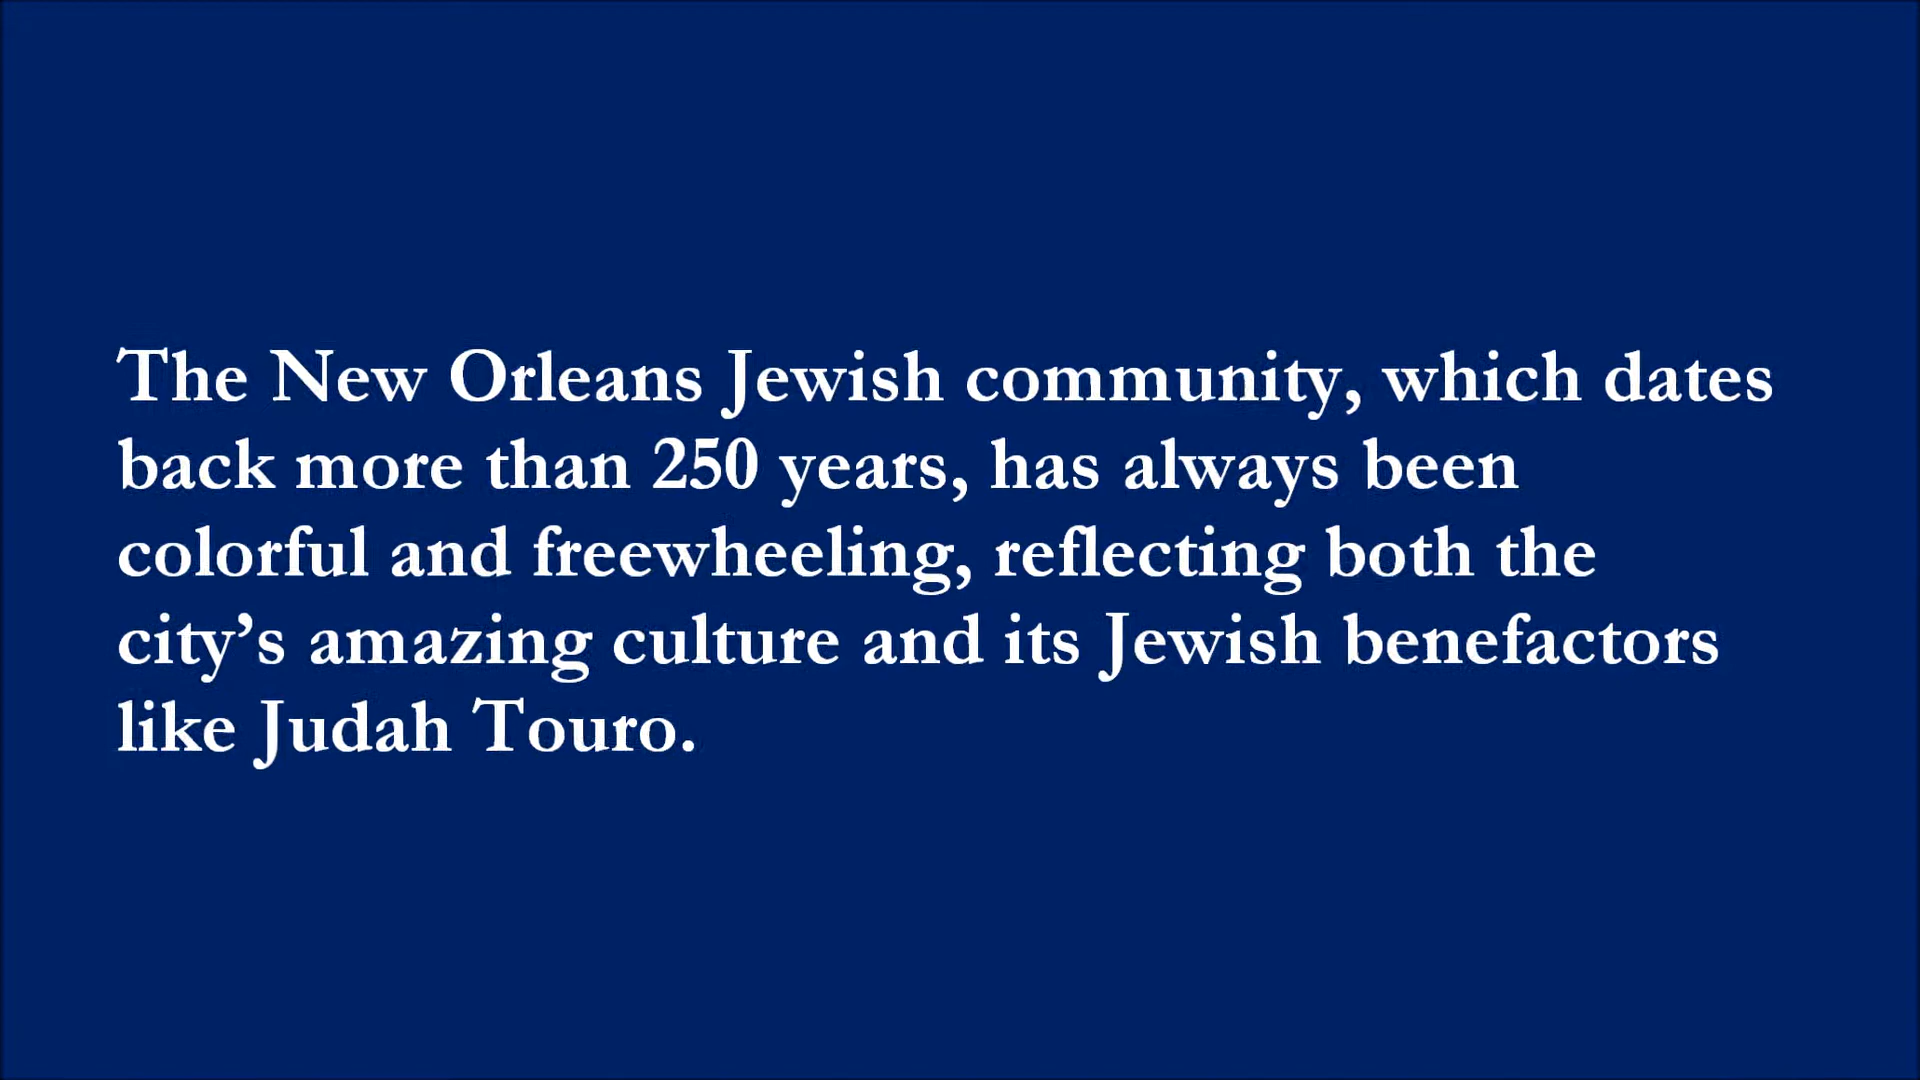 The New Orleans Jewish community, which dates
back more than 250 years, has always been
colorful and freewheeling, reflecting both the
city’s amazing culture and its Jewish benefactors
like Judah Touro.